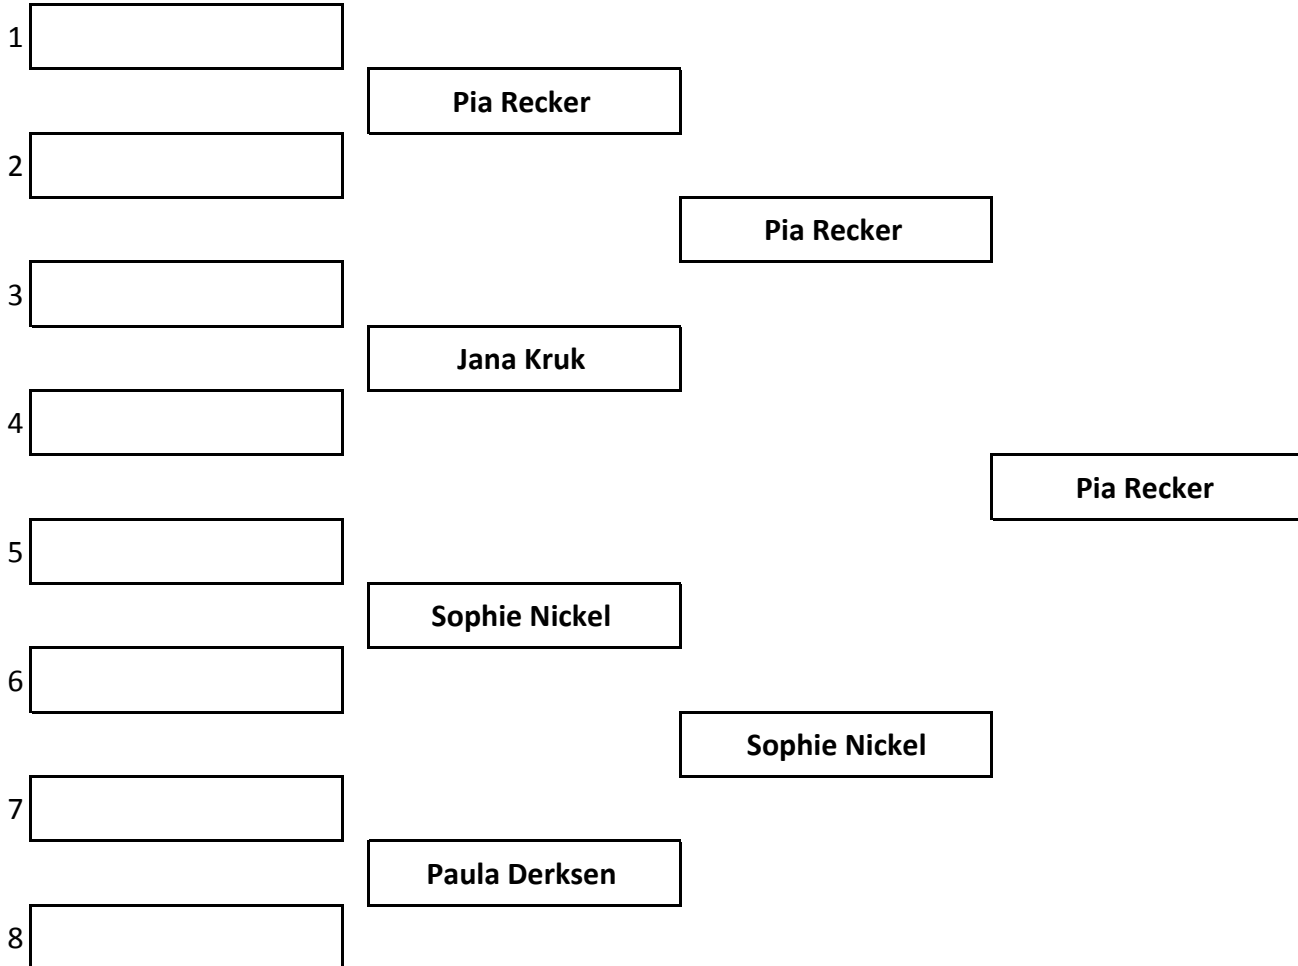 1
Pia Recker
2
Pia Recker
3
Jana Kruk
4
Pia Recker
5
Sophie Nickel
6
Sophie Nickel
7
Paula Derksen
8